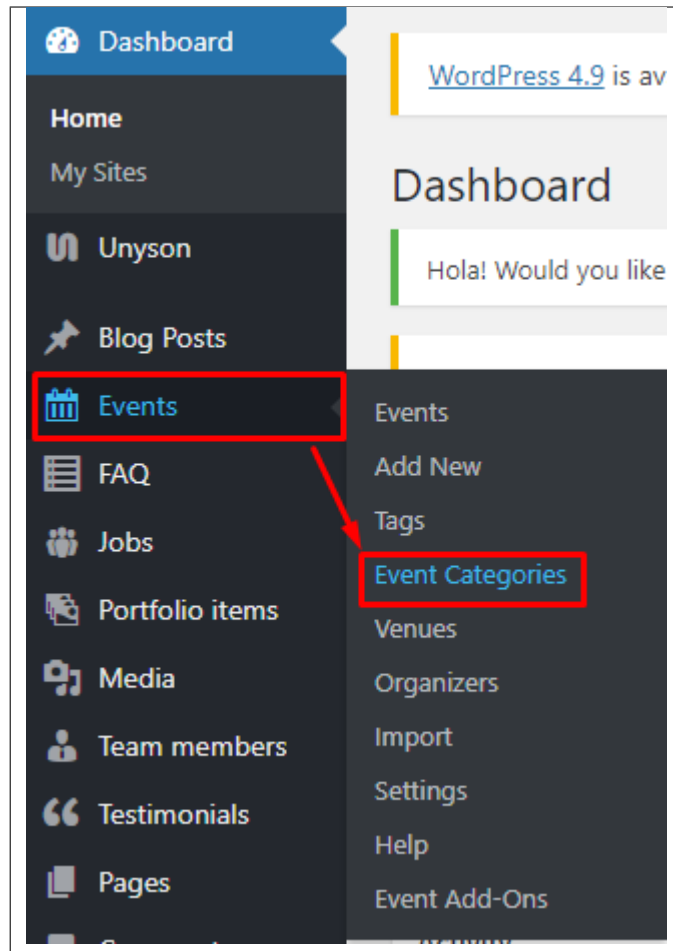 Dashboard
Home
My Sites
Unyson
Blog Posts
Events
FAQ
Jobs
Portfolio items
Media
Team members
Testimonials
Pages
WordPress 4.9 is av
Dashboard
Hola! Would you like
Events
Add New
Tags
Event Categories
Venues
Organizers
Import
Settings
Help
Event Add-Ons